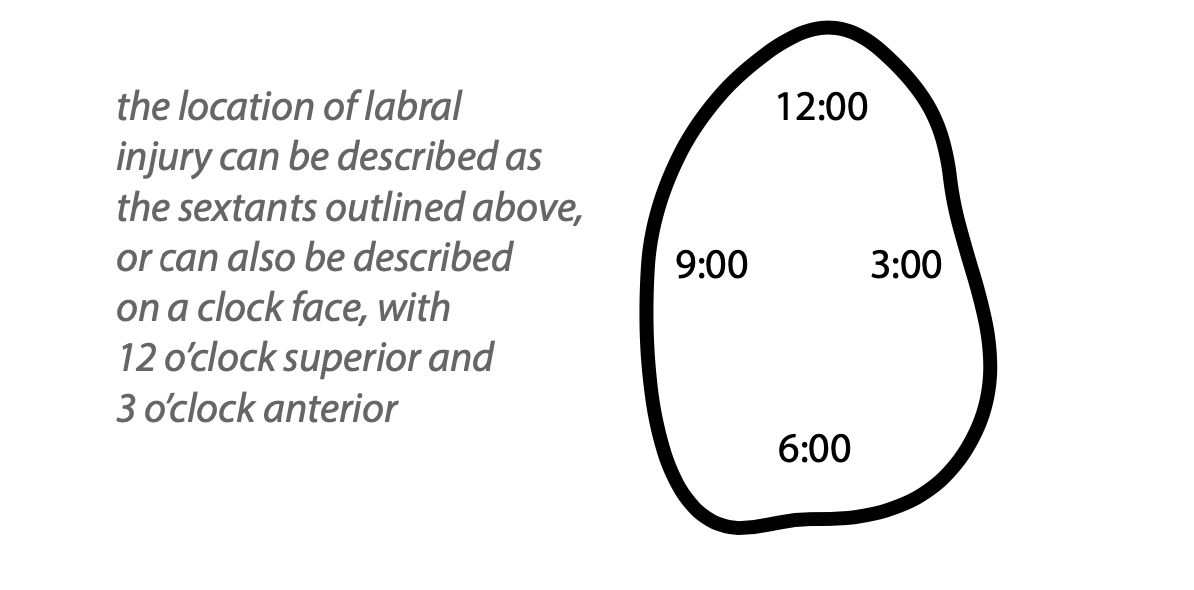 the location of labral
injury can be described as
the sextants outlined above,
or can also be described
on a clock face, with
12 o’clock superior and
3 o’clock anterior
12:00
9:00 3:00
6:00